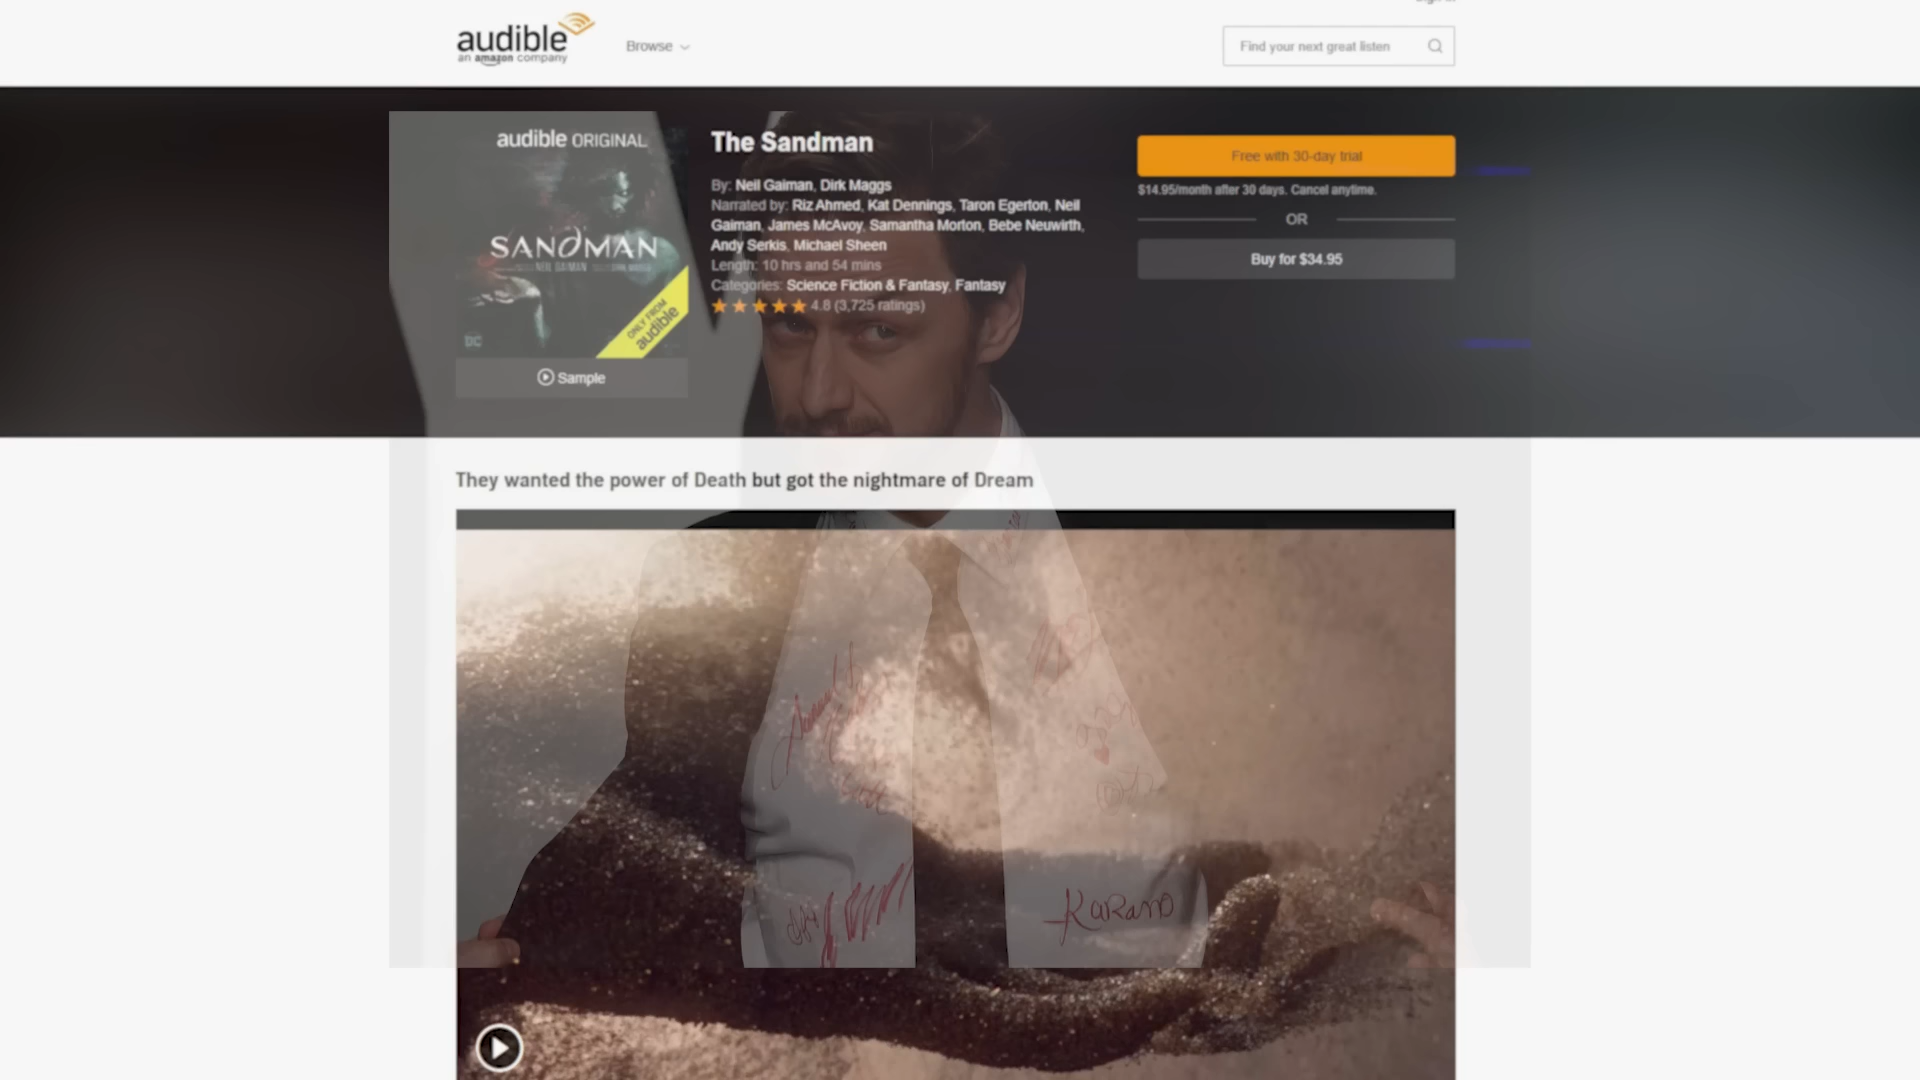 audible
an amazon company
Browse
Find your next great listen
audible ORIGINAL
SANDMAN
NEIL GAIMAN
ONLY FROM
audible
DC
Sample
The Sandman
By: Neil Gaiman, Dirk Maggs
Narrated by: Riz Ahmed, Kat Dennings, Taron Egerton, Neil
Gaiman, James McAvoy, Samantha Morton, Bebe Neuwirth,
Andy Serkis, Michael Sheen
Length: 10 hrs and 54 mins
Categories: Science Fiction & Fantasy, Fantasy
4.8 (3,725 ratings)
Free with 30-day trial
$14.95/month after 30 days. Cancel anytime.
OR
Buy for $34.95
They wanted the power of Death but got the nightmare of Dream